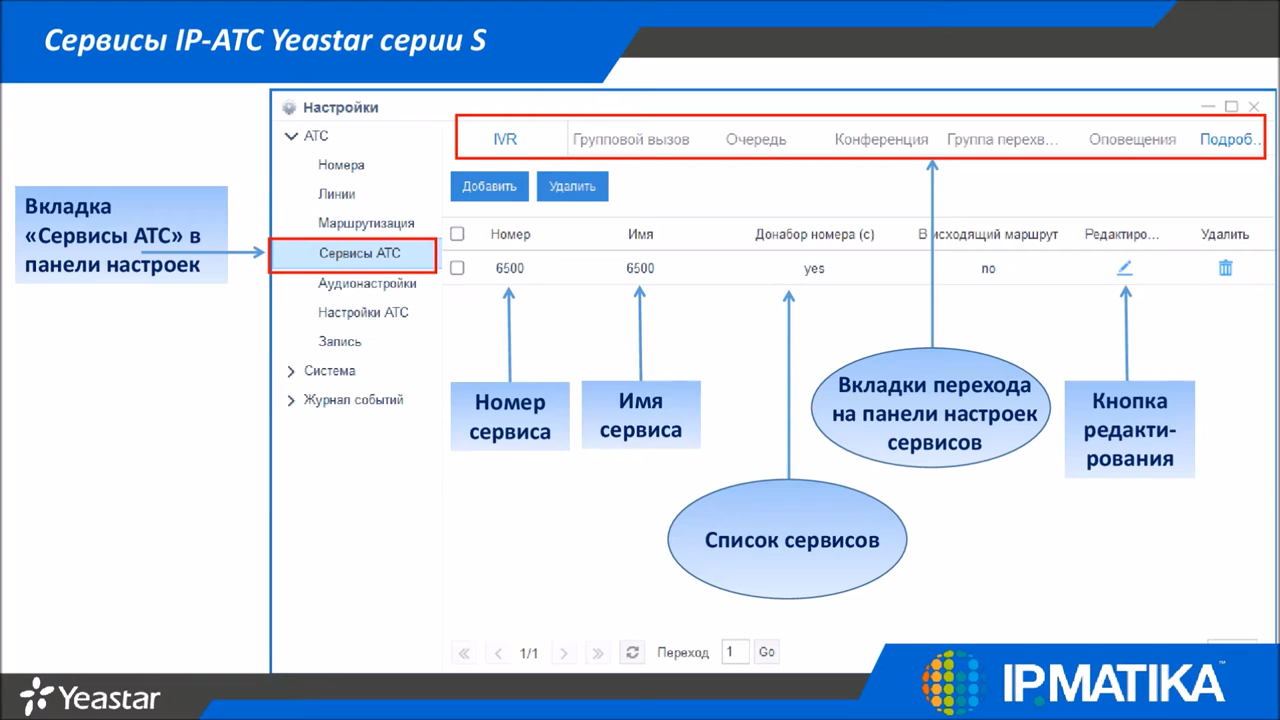 Сервисы IP-АТС Yeastar серии S
Настройки
АТС
Номера
Линии
Маршрутизация
Сервисы АТС
Аудионастройки
Настройки АТС
Запись
Система
Журнал событий
IVR Групповой вызов Очередь Конференция Группа перехв... Оповещения Подроб...
Добавить Удалить
Номер Имя Донабор номера (с) В исходящий маршрут Редактиро... Удалить
6500 6500 yes no
Вкладка
«Сервисы АТС» в
панели настроек
Номер
сервиса
Имя
сервиса
Вкладки перехода
на панели настроек
сервисов
Кнопка
редакти-
рования
Список сервисов
1/1 Переход 1 Go
Yeastar
IPMATIKA™